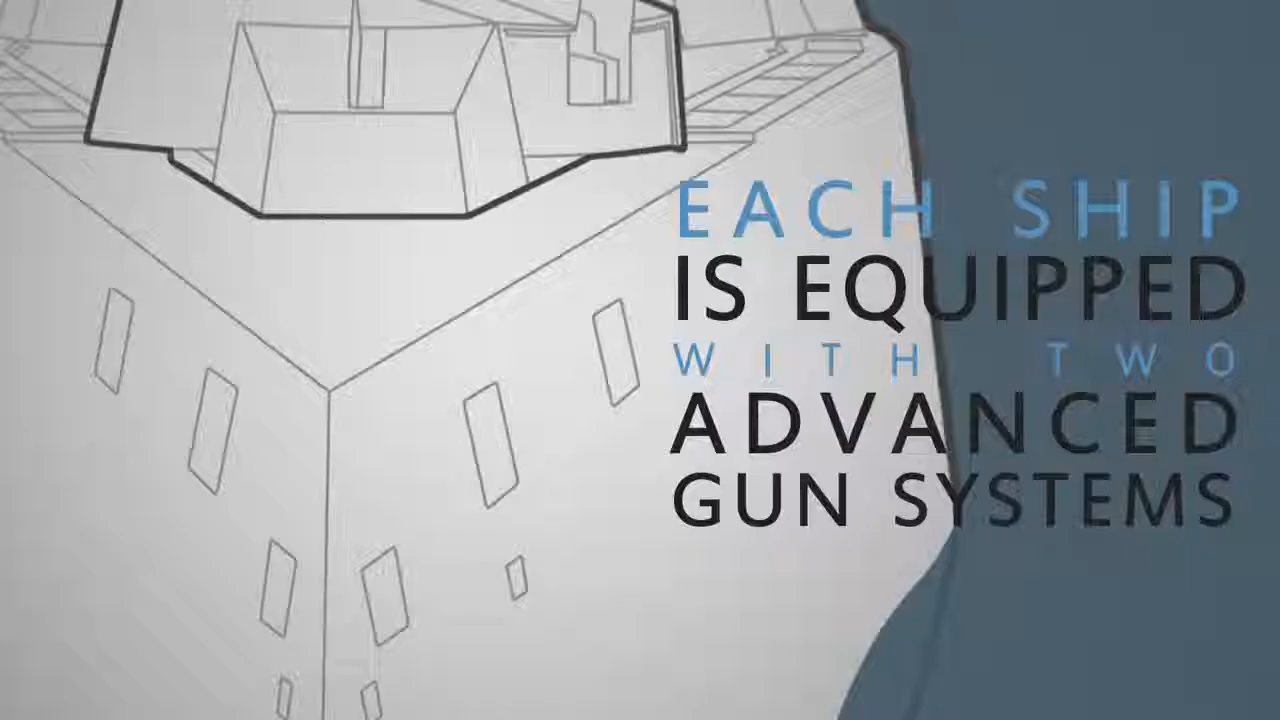 EACH SHIP
IS EQUIPPED
WITH TWO
ADVANCED
GUN SYSTEMS